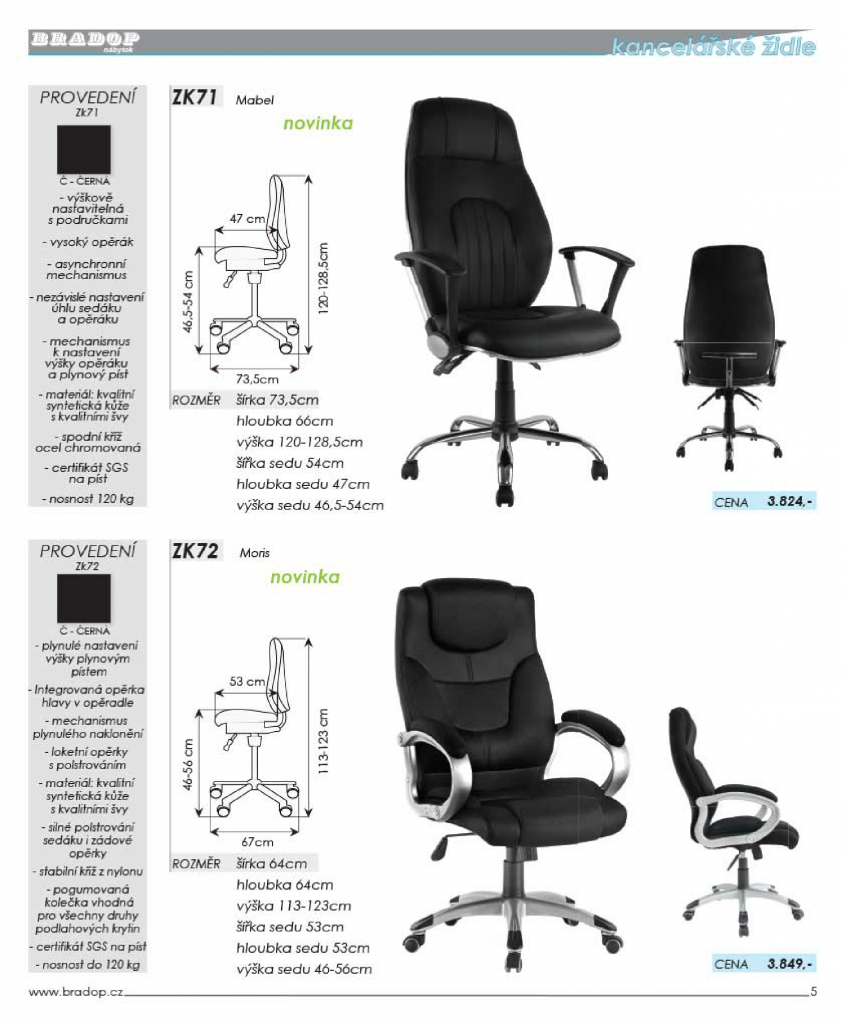 BRADOP
nábytek
kancelářské židle
PROVEDENÍ
Zk71
Č - ČERNÁ
- výškově
nastavitelná
s područkami
- vysoký opěrák
- asynchronní
mechanismus
- nezávislé nastavení
úhlu sedáku
a opěráku
- mechanismus
k nastavení
výšky opěráku
a plynový píst
- materiál: kvalitní
syntetická kůže
s kvalitními švy
- spodní kříž
ocel chromovaná
- certifikát SGS
na píst
- nosnost 120 kg
ZK71 Mabel
novinka
47 cm
46,5-54 cm
120-128,5cm
73,5cm
ROZMĚR šírka 73,5cm
hloubka 66cm
výška 120-128,5cm
šířka sedu 54cm
hloubka sedu 47cm
výška sedu 46,5-54cm
CENA 3.824,-
PROVEDENÍ
Zk72
Č - ČERNÁ
- plynulé nastavení
výšky plynovým
pístem
- Integrovaná opěrka
hlavy v opěradle
- mechanismus
plynulého naklonění
- loketní opěrky
s polstrováním
- materiál: kvalitní
syntetická kůže
s kvalitními švy
- silné polstrování
sedáku i zádové
opěrky
- stabilní kříž z nylonu
- pogumovaná
kolečka vhodná
pro všechny druhy
podlahových krytin
- certifikát SGS na píst
- nosnost do 120 kg
ZK72 Moris
novinka
53 cm
46-56 cm
113-123 cm
67cm
ROZMĚR šírka 64cm
hloubka 64cm
výška 113-123cm
šířka sedu 53cm
hloubka sedu 53cm
výška sedu 46-56cm
CENA 3.849,-
www.bradop.cz
5